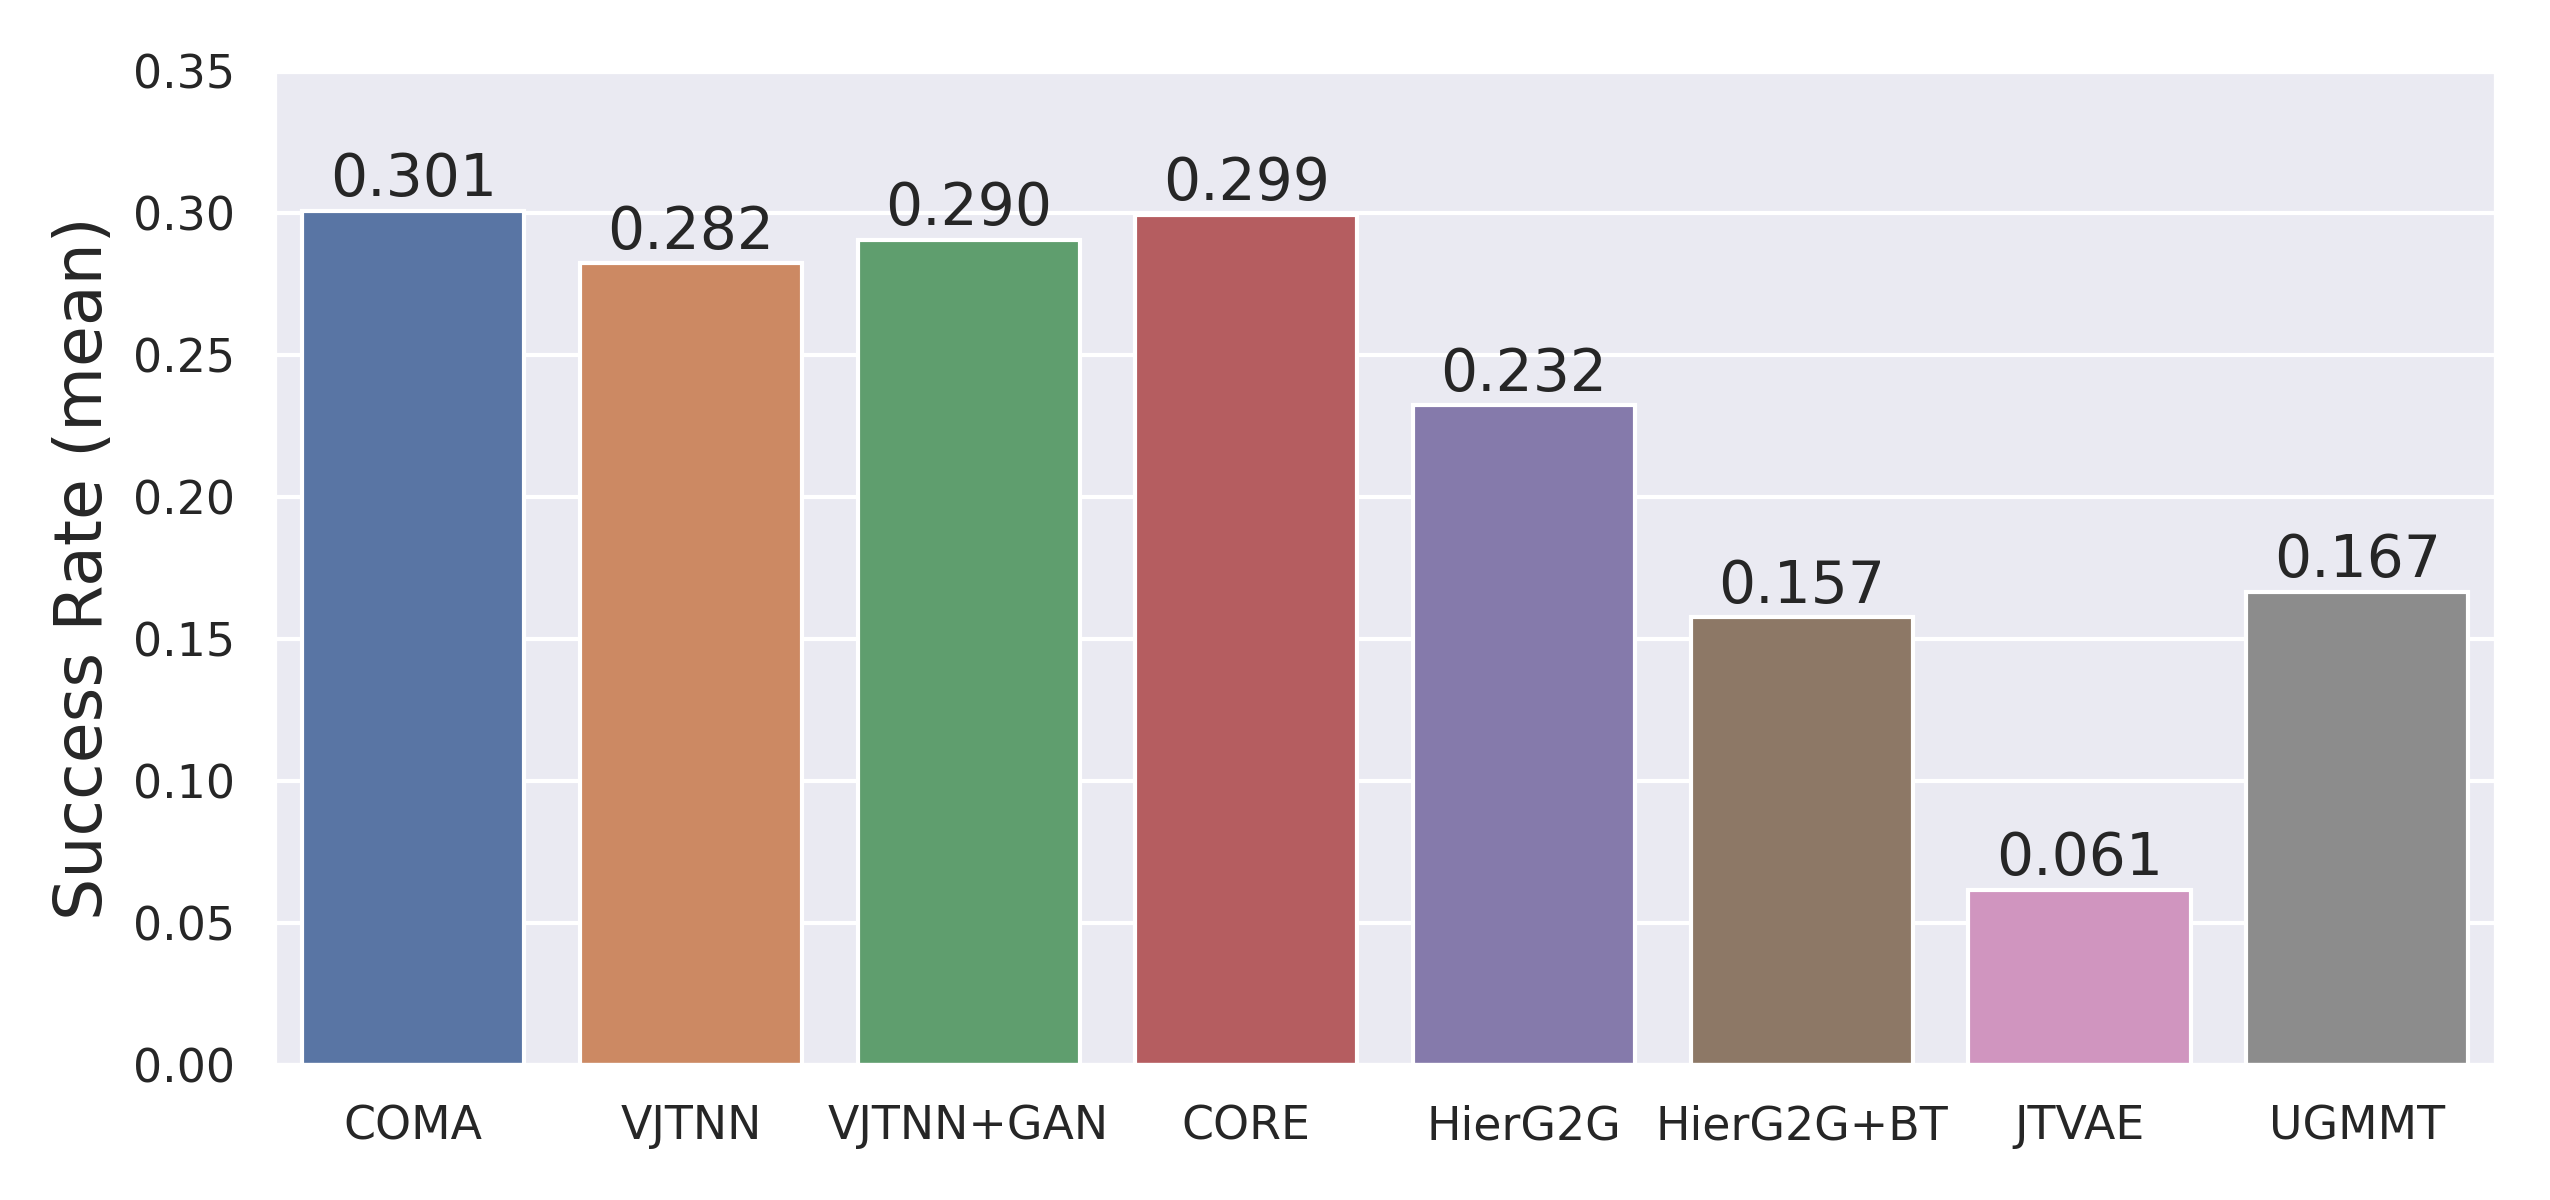 Success Rate (mean)
0.35
0.30
0.25
0.20
0.15
0.10
0.05
0.00
0.301
0.282
0.290
0.299
0.232
0.157
0.061
0.167
COMA
VJTNN
VJTNN+GAN
CORE
HierG2G
HierG2G+BT
JTVAE
UGMMT